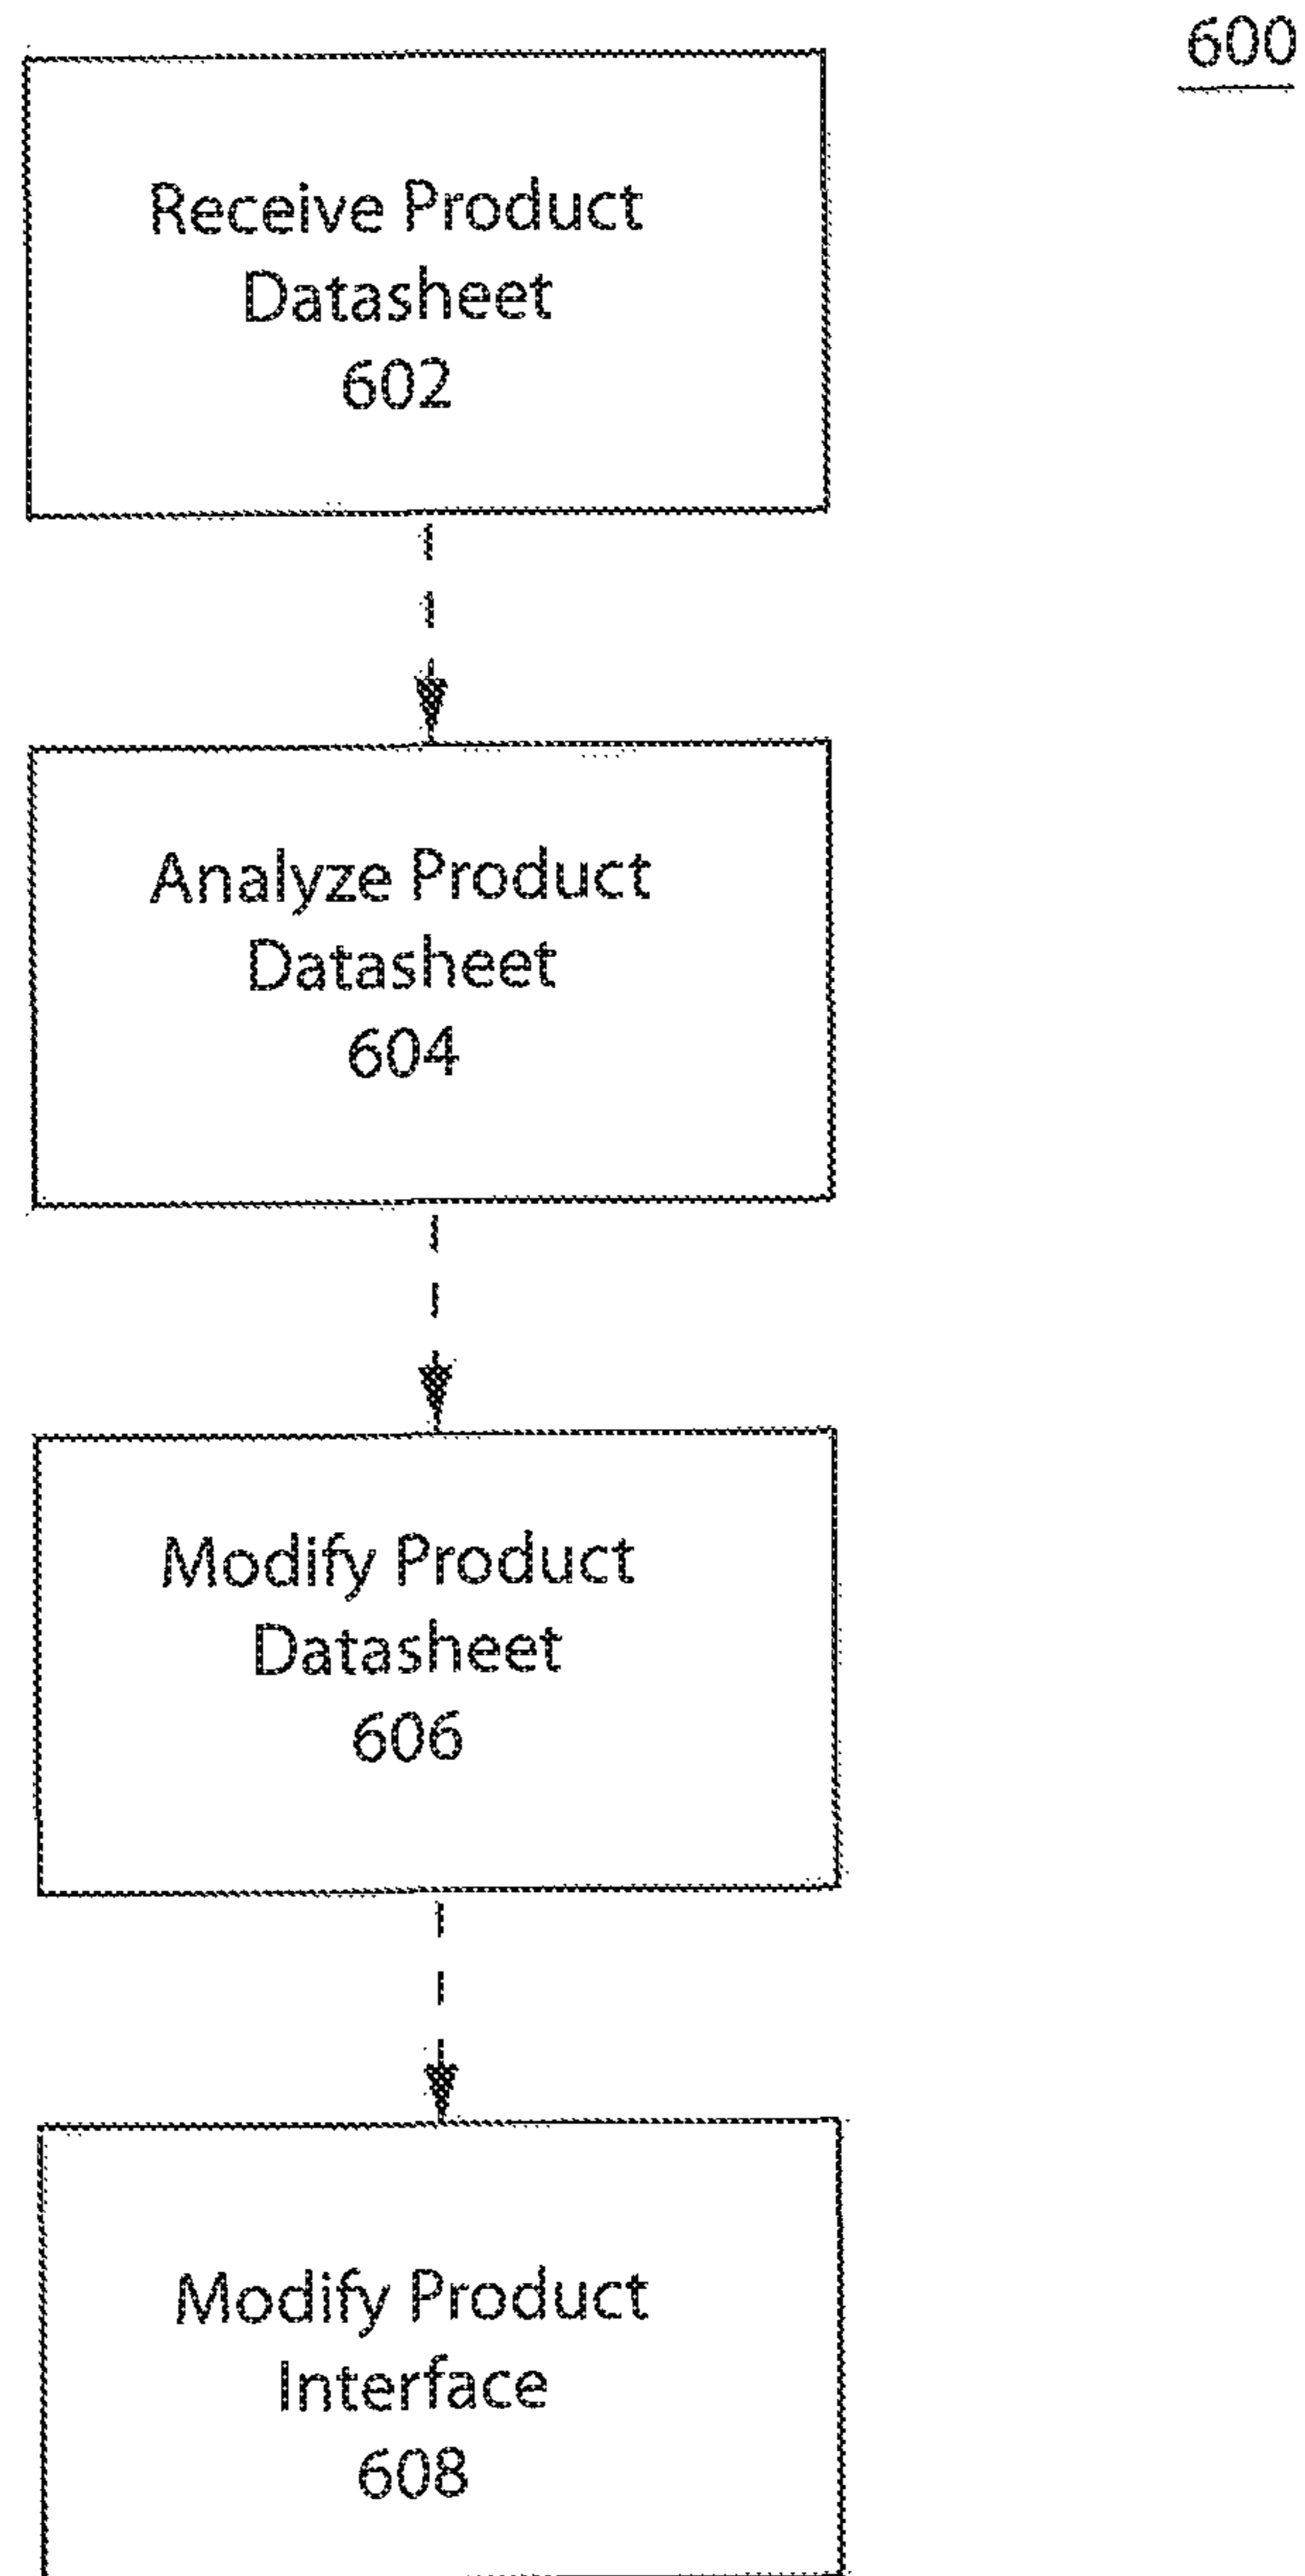 600
Receive Product
Datasheet
602
Analyze Product
Datasheet
604
Modify Product
Datasheet
606
Modify Product
Interface
608